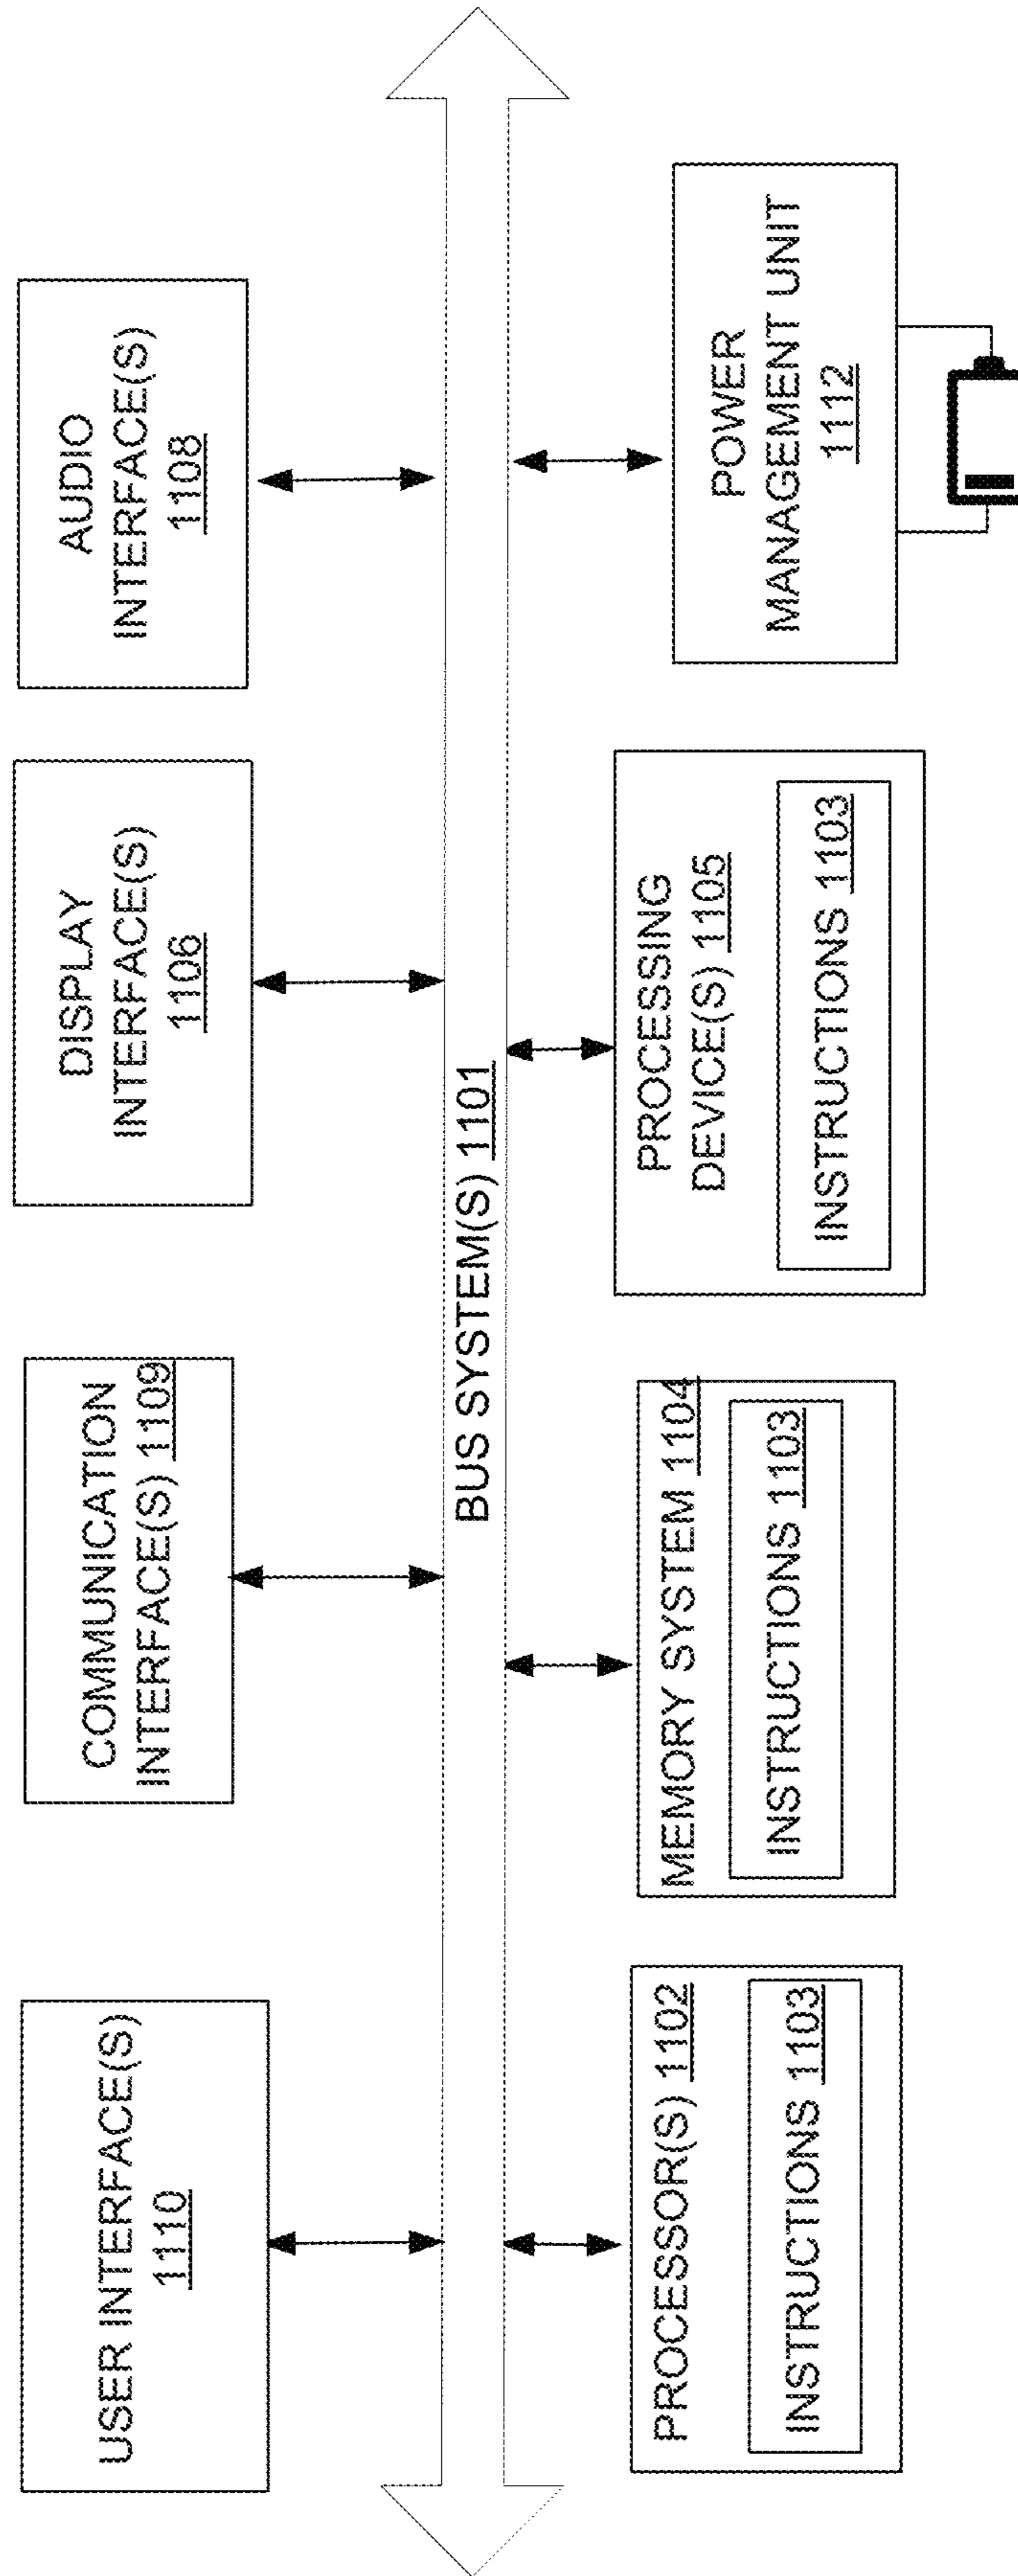 USER INTERFACE(S)
1110
COMMUNICATION
INTERFACE(S) 1109
DISPLAY
INTERFACE(S)
1106
AUDIO
INTERFACE(S)
1108
BUS SYSTEM(S) 1101
PROCESSOR(S) 1102
INSTRUCTIONS 1103
MEMORY SYSTEM 1104
INSTRUCTIONS 1103
PROCESSING
DEVICE(S) 1105
INSTRUCTIONS 1103
POWER
MANAGEMENT UNIT
1112